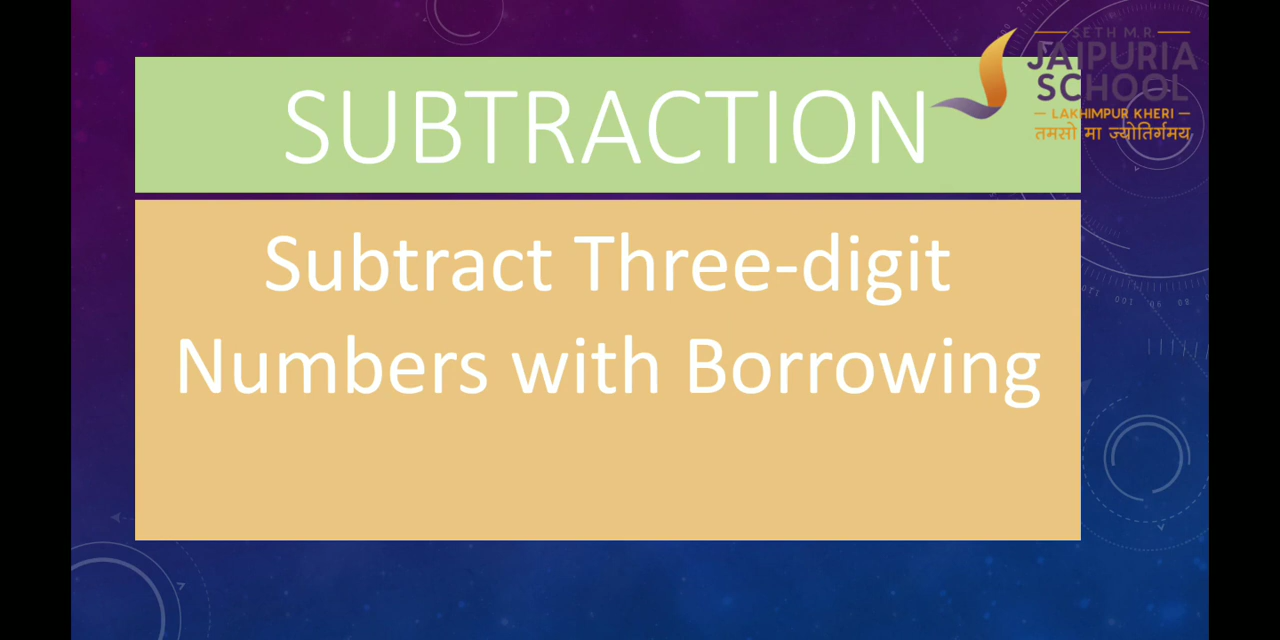 SUBTRACTION
Subtract Three-digit
Numbers with Borrowing
SETH M.R.
JAIPURIA
SCHOOL
LAKHIMPUR KHERI
तमसो मा ज्योतिर्गमय